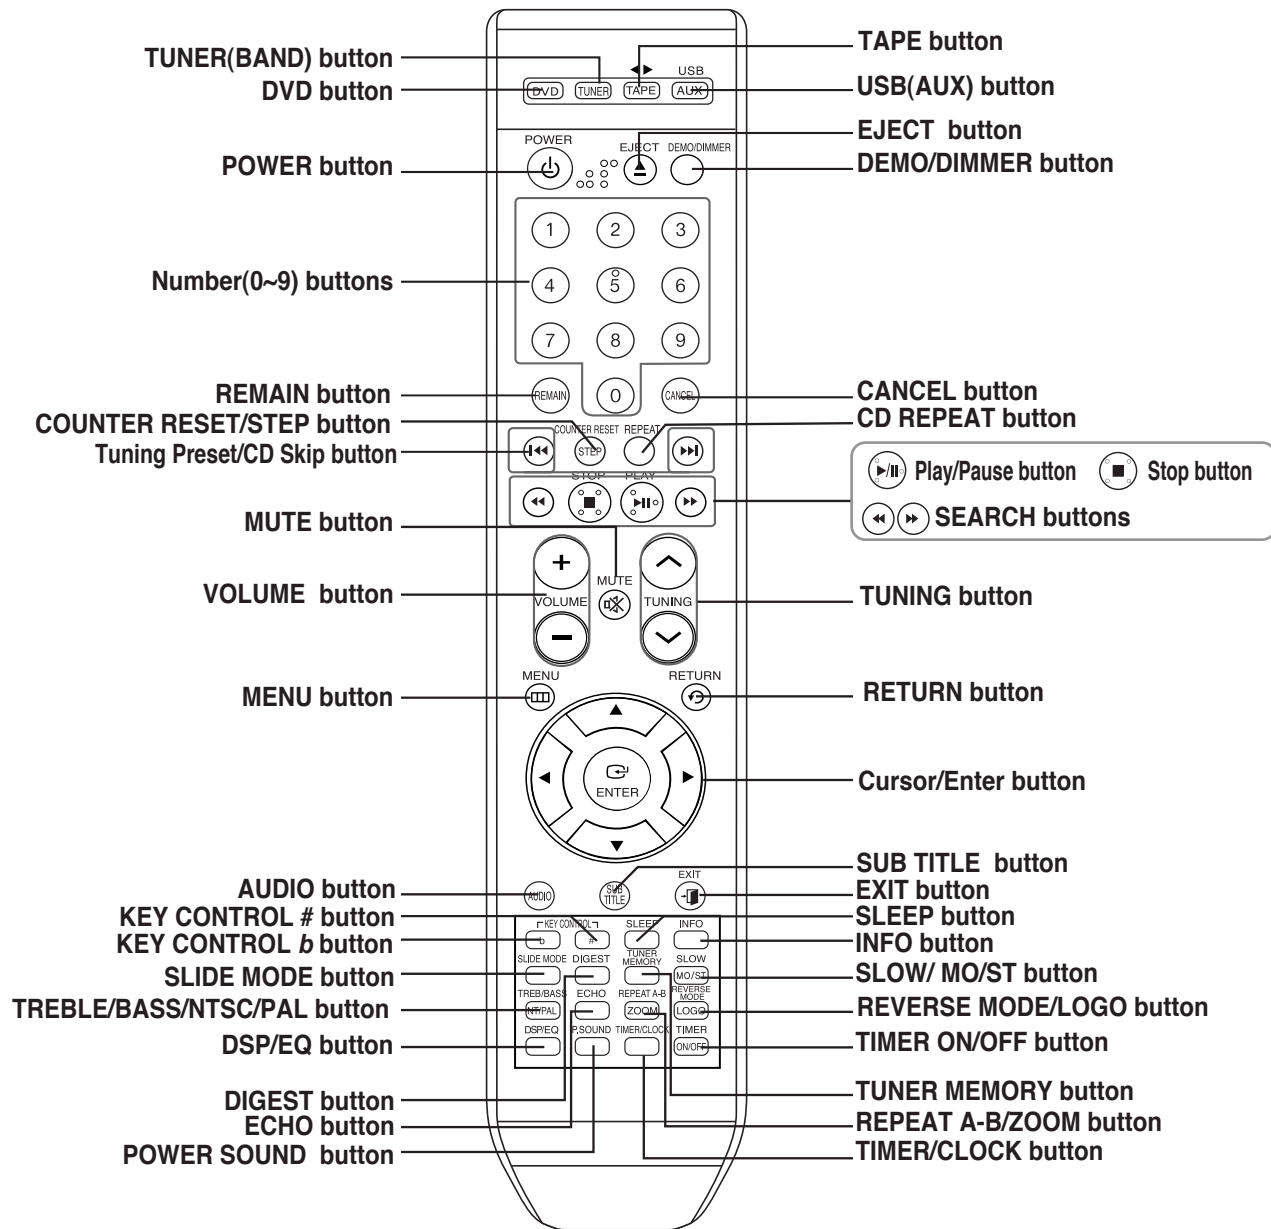 TUNER(BAND) button
DVD button
POWER button
Number(0~9) buttons
REMAIN button
COUNTER RESET/STEP button
Tuning Preset/CD Skip button
MUTE button
VOLUME button
MENU button
AUDIO button
KEY CONTROL # button
KEY CONTROL b button
SLIDE MODE button
TREBLE/BASS/NTSC/PAL button
DSP/EQ button
DIGEST button
ECHO button
POWER SOUND button
USB
DVD TUNER TAPE AUX
POWER EJECT DEMO/DIMMER
1 2 3
4 5 6
7 8 9
REMAIN 0 CANCEL
COUNTER RESET REPEAT
STEP
STOP PLAY
MUTE
VOLUME TUNING
MENU RETURN
ENTER
EXIT
AUDIO SUB TITLE
KEY CONTROL SLEEP INFO
b #
SLIDE MODE DIGEST TUNER MEMORY SLOW
MO/ST
TREB/BASS ECHO REPEAT A-B REVERSE MODE
NT/PAL ZOOM LOGO
DSP/EQ P.SOUND TIMER/CLOCK TIMER
ON/OFF
TAPE button
USB(AUX) button
EJECT button
DEMO/DIMMER button
CANCEL button
CD REPEAT button
Play/Pause button Stop button
SEARCH buttons
TUNING button
RETURN button
Cursor/Enter button
SUB TITLE button
EXIT button
SLEEP button
INFO button
SLOW/ MO/ST button
REVERSE MODE/LOGO button
TIMER ON/OFF button
TUNER MEMORY button
REPEAT A-B/ZOOM button
TIMER/CLOCK button